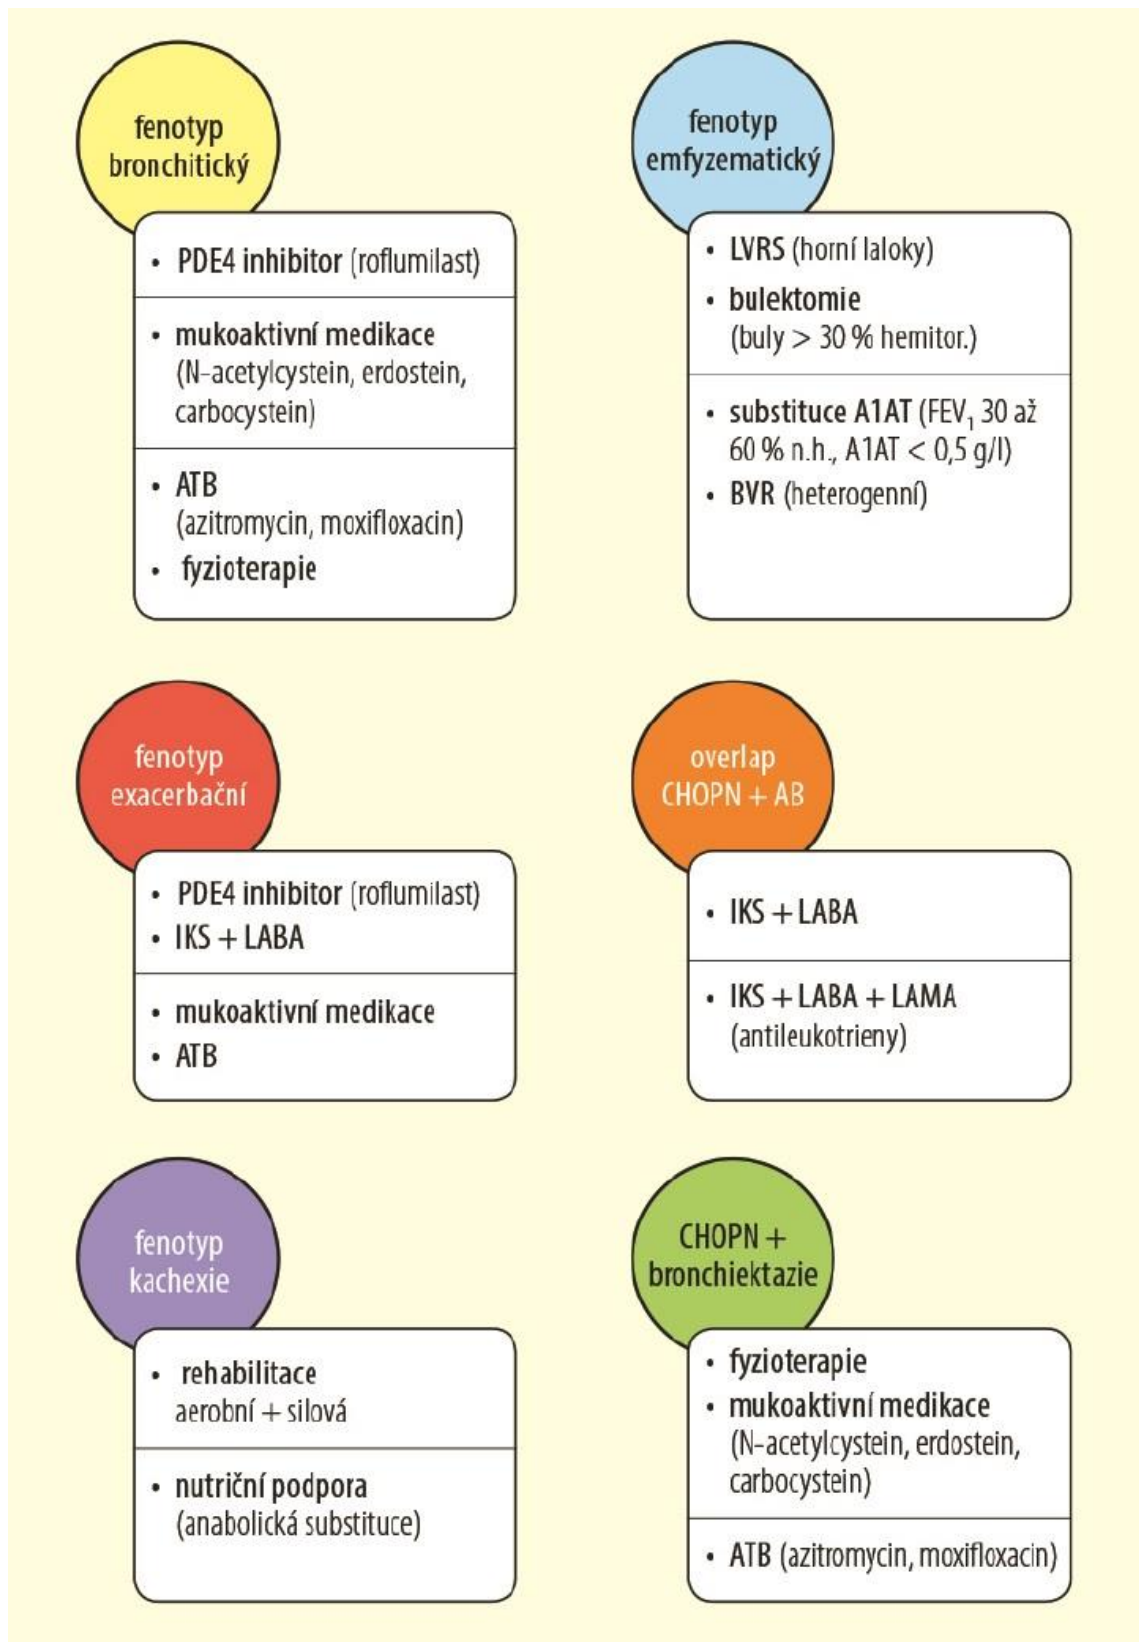 fenotyp
bronchitický
• PDE4 inhibitor (roflumilast)
• mukoaktivní medikace
(N-acetylcystein, erdostein,
carbocystein)
• ATB
(azitromycin, moxifloxacin)
• fyzioterapie
fenotyp
emfyzematický
• LVRS (horní laloky)
• bulektomie
(buly > 30 % hemitor.)
• substituce A1AT (FEV₁ 30 až
60 % n.h., A1AT < 0,5 g/l)
• BVR (heterogenní)
fenotyp
exacerbační
• PDE4 inhibitor (roflumilast)
• IKS + LABA
• mukoaktivní medikace
• ATB
overlap
CHOPN + AB
• IKS + LABA
• IKS + LABA + LAMA
(antileukotrieny)
fenotyp
kachexie
• rehabilitace
aerobní + silová
• nutriční podpora
(anabolická substituce)
CHOPN +
bronchiektazie
• fyzioterapie
• mukoaktivní medikace
(N-acetylcystein, erdostein,
carbocystein)
• ATB (azitromycin, moxifloxacin)